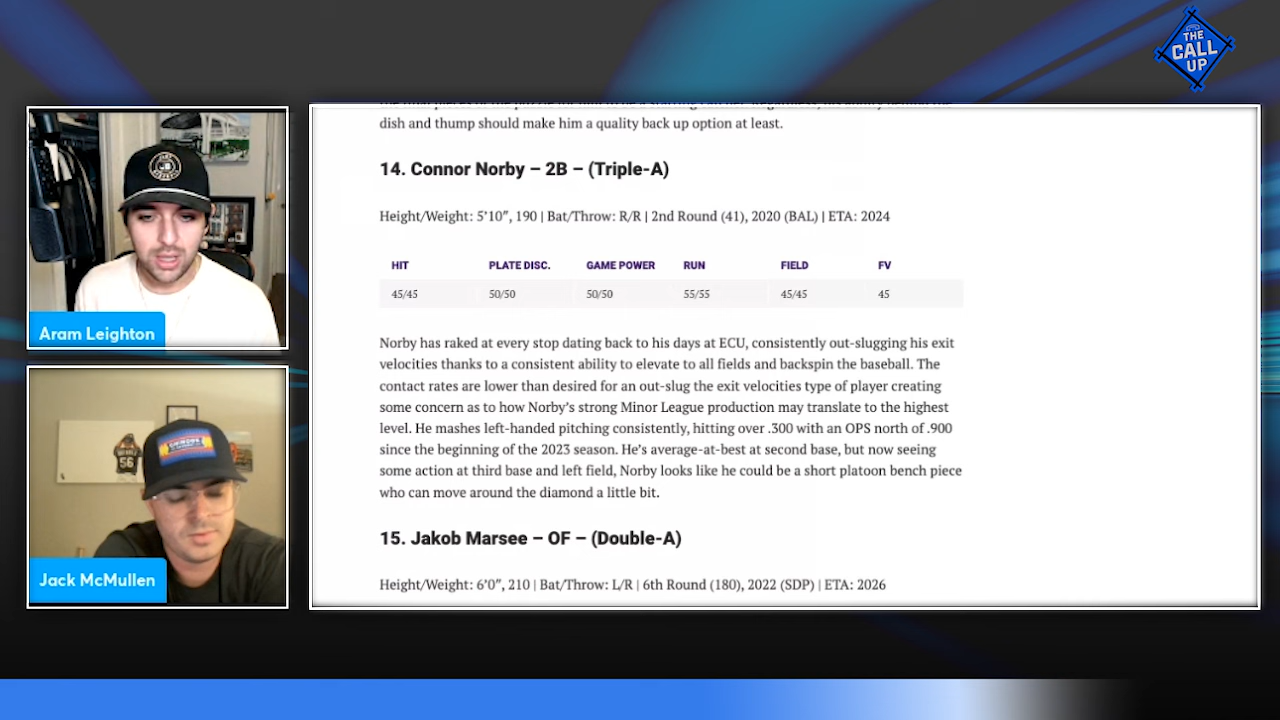 THE
CALL
UP
Aram Leighton
56
Jack McMullen
dish and thump should make him a quality back up option at least.
14. Connor Norby – 2B – (Triple-A)
Height/Weight: 5’10”, 190 | Bat/Throw: R/R | 2nd Round (41), 2020 (BAL) | ETA: 2024
HIT PLATE DISC. GAME POWER RUN FIELD FV
45/45 50/50 50/50 55/55 45/45 45
Norby has raked at every stop dating back to his days at ECU, consistently out-slugging his exit
velocities thanks to a consistent ability to elevate to all fields and backspin the baseball. The
contact rates are lower than desired for an out-slug the exit velocities type of player creating
some concern as to how Norby’s strong Minor League production may translate to the highest
level. He mashes left-handed pitching consistently, hitting over .300 with an OPS north of .900
since the beginning of the 2023 season. He’s average-at-best at second base, but now seeing
some action at third base and left field, Norby looks like he could be a short platoon bench piece
who can move around the diamond a little bit.
15. Jakob Marsee – OF – (Double-A)
Height/Weight: 6’0”, 210 | Bat/Throw: L/R | 6th Round (180), 2022 (SDP) | ETA: 2026